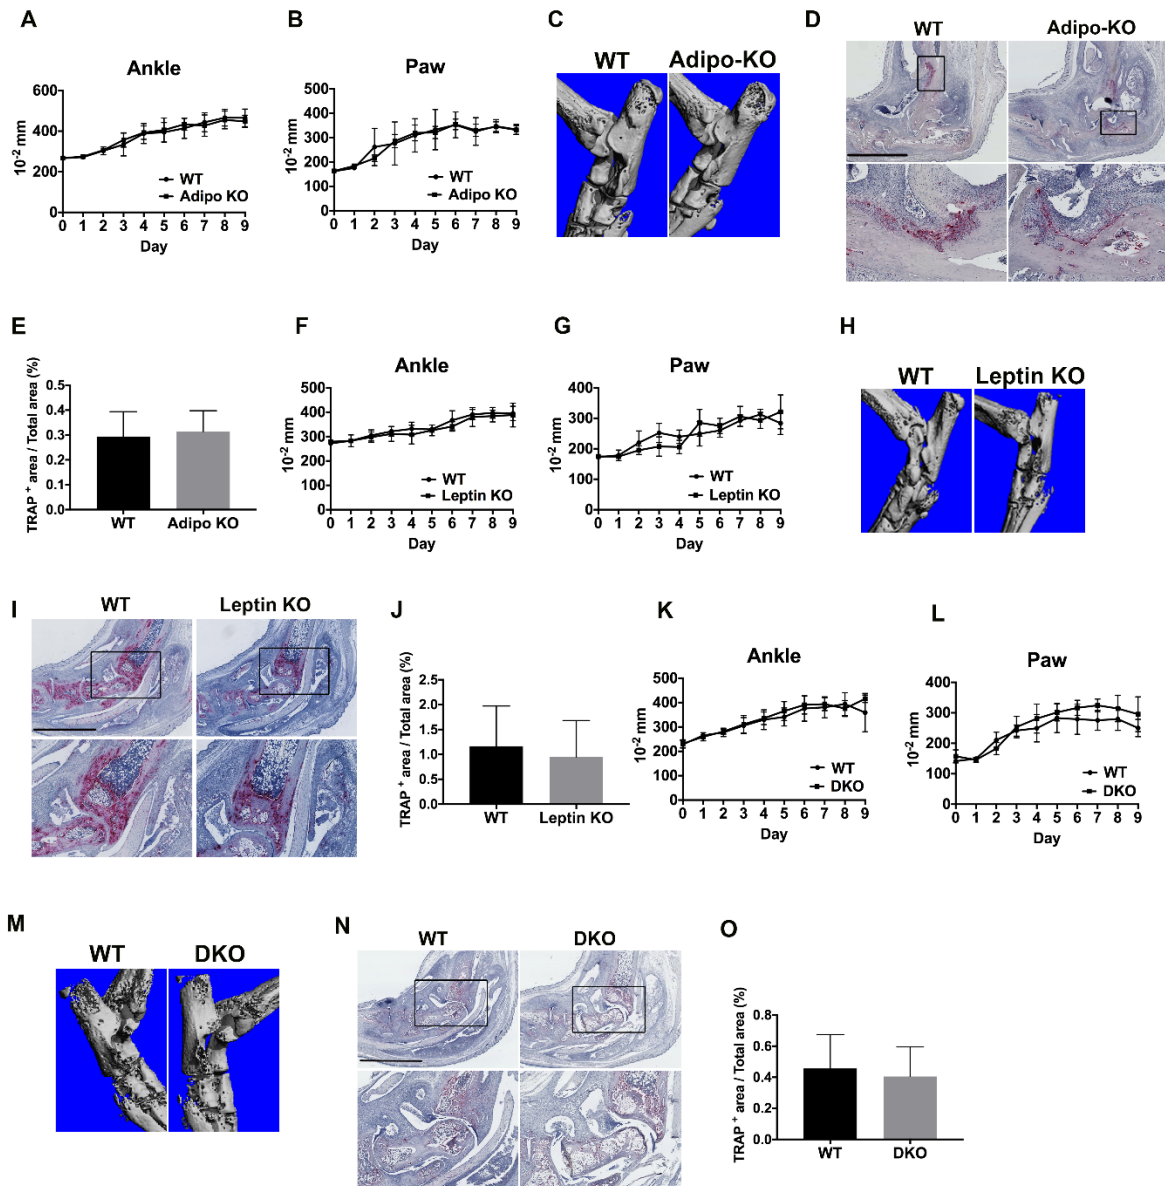 A
Ankle
10⁻² mm
600
400
200
0
WT
Adipo KO
0 1 2 3 4 5 6 7 8 9
Day
B
Paw
10⁻² mm
500
400
300
200
100
0
WT
Adipo KO
0 1 2 3 4 5 6 7 8 9
Day
C
WT Adipo-KO
D
WT Adipo-KO
E
TRAP⁺ area / Total area (%)
0.5
0.4
0.3
0.2
0.1
0.0
WT Adipo KO
F
Ankle
10⁻² mm
500
400
300
200
100
0
WT
Leptin KO
0 1 2 3 4 5 6 7 8 9
Day
G
Paw
10⁻² mm
400
300
200
100
0
WT
Leptin KO
0 1 2 3 4 5 6 7 8 9
Day
H
WT Leptin KO
I
WT Leptin KO
J
TRAP⁺ area / Total area (%)
2.5
2.0
1.5
1.0
0.5
0.0
WT Leptin KO
K
Ankle
10⁻² mm
500
400
300
200
100
0
WT
DKO
0 1 2 3 4 5 6 7 8 9
Day
L
Paw
10⁻² mm
400
300
200
100
0
WT
DKO
0 1 2 3 4 5 6 7 8 9
Day
M
WT DKO
N
WT DKO
O
TRAP⁺ area / Total area (%)
0.8
0.6
0.4
0.2
0.0
WT DKO